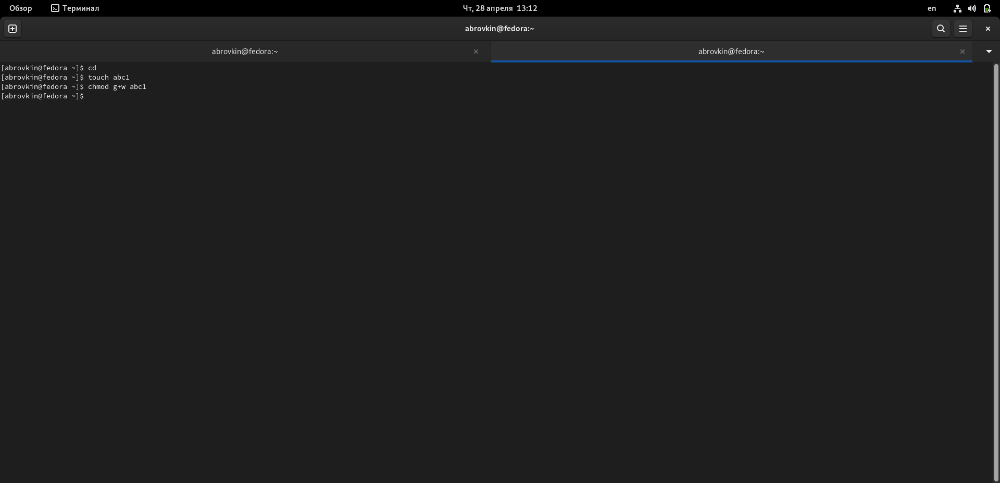 Обзор Терминал Чт, 28 апреля 13:12 en
abrovkin@fedora:~
abrovkin@fedora:~ abrovkin@fedora:~
[abrovkin@fedora ~]$ cd
[abrovkin@fedora ~]$ touch abc1
[abrovkin@fedora ~]$ chmod g+w abc1
[abrovkin@fedora ~]$